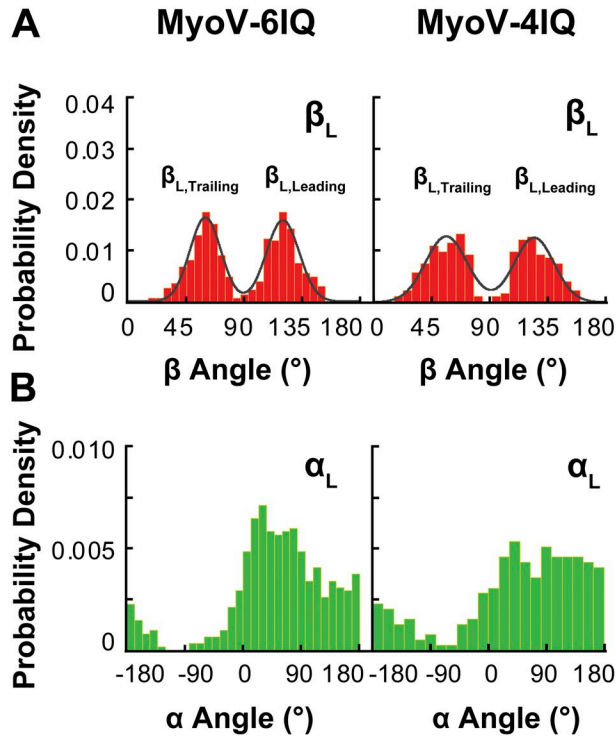 A
MyoV-6IQ MyoV-4IQ
Probability Density
0.04
0.03
0.02
0.01
0
βL
βL,Trailing βL,Leading
βL
βL,Trailing βL,Leading
0 45 90 135 180 0 45 90 135 180
β Angle (°) β Angle (°)
B
Probability Density
0.010
0.005
0
αL
αL
-180 -90 0 90 180 -180 -90 0 90 180
α Angle (°) α Angle (°)